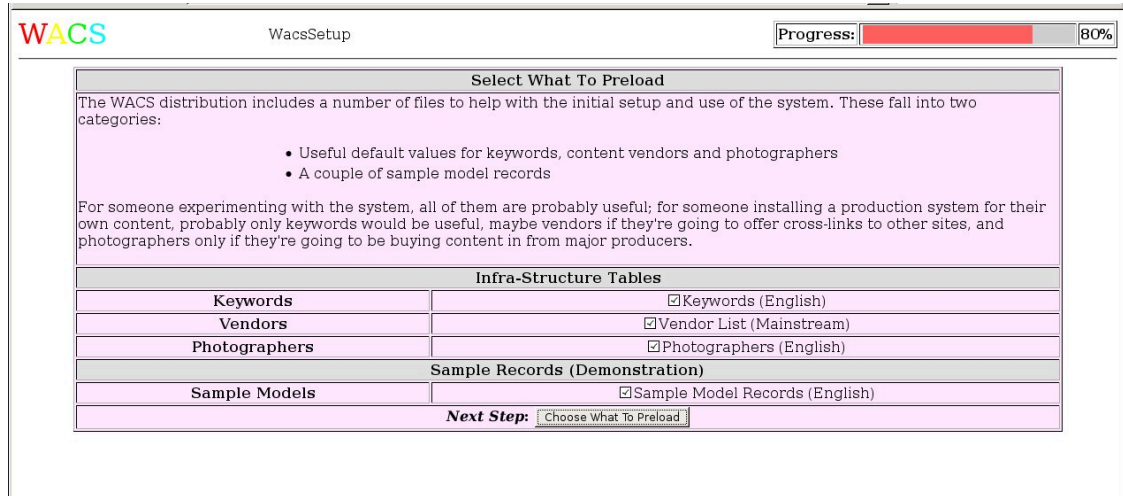 WACS WacsSetup Progress: 80%
Select What To Preload
The WACS distribution includes a number of files to help with the initial setup and use of the system. These fall into two
categories:
• Useful default values for keywords, content vendors and photographers
• A couple of sample model records
For someone experimenting with the system, all of them are probably useful; for someone installing a production system for their
own content, probably only keywords would be useful, maybe vendors if they're going to offer cross-links to other sites, and
photographers only if they're going to be buying content in from major producers.
Infra-Structure Tables
Keywords Keywords (English)
Vendors Vendor List (Mainstream)
Photographers Photographers (English)
Sample Records (Demonstration)
Sample Models Sample Model Records (English)
Next Step: Choose What To Preload